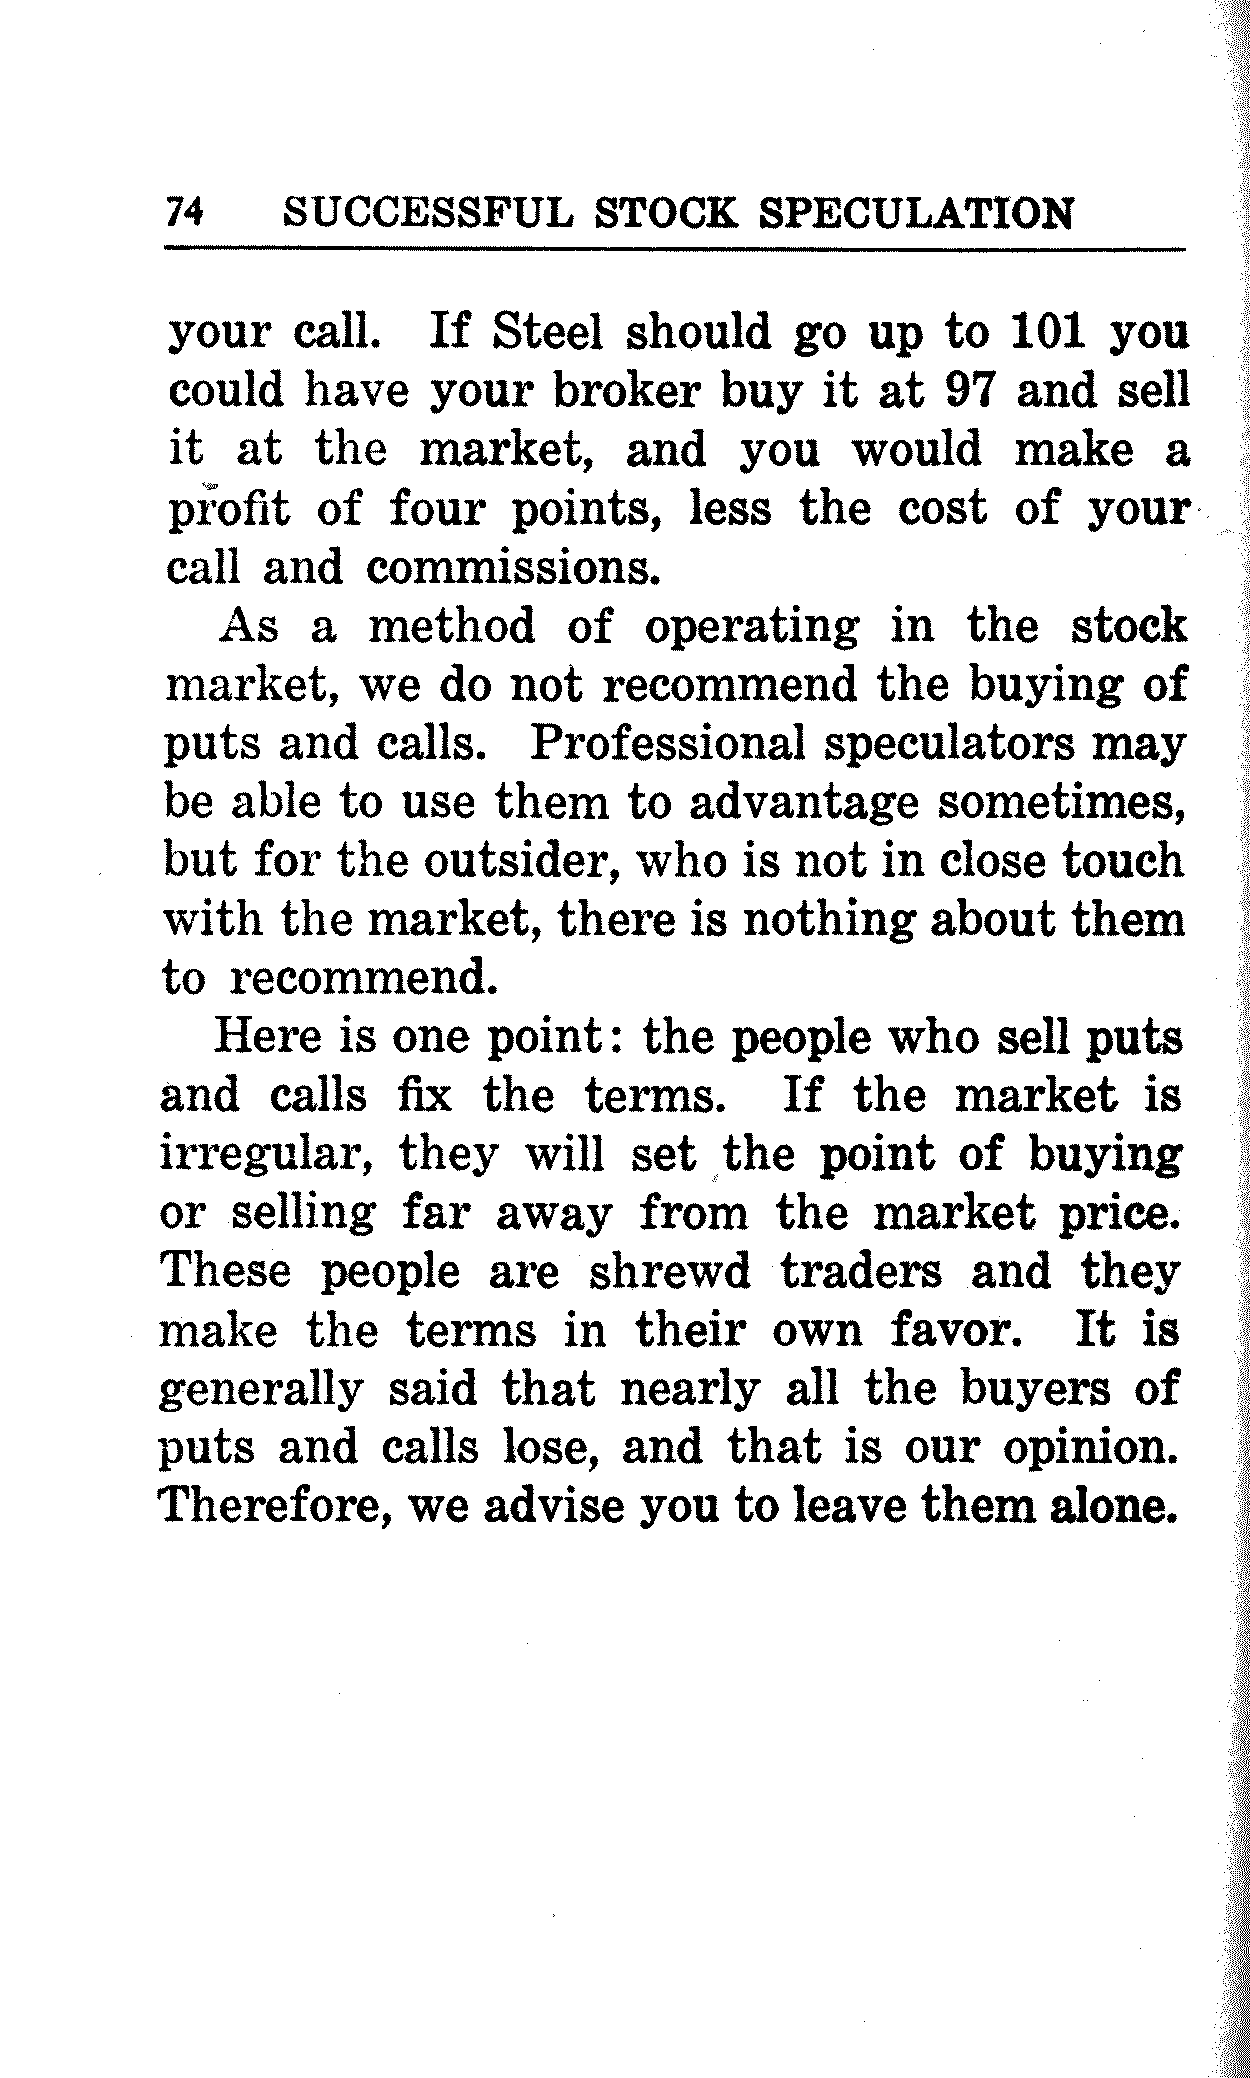 74 SUCCESSFUL STOCK SPECULATION
your call. If Steel should go up to 101 you
could have your broker buy it at 97 and sell
it at the market, and you would make a
profit of four points, less the cost of your
call and commissions.
As a method of operating in the stock
market, we do not recommend the buying of
puts and calls. Professional speculators may
be able to use them to advantage sometimes,
but for the outsider, who is not in close touch
with the market, there is nothing about them
to recommend.
Here is one point: the people who sell puts
and calls fix the terms. If the market is
irregular, they will set the point of buying
or selling far away from the market price.
These people are shrewd traders and they
make the terms in their own favor. It is
generally said that nearly all the buyers of
puts and calls lose, and that is our opinion.
Therefore, we advise you to leave them alone.